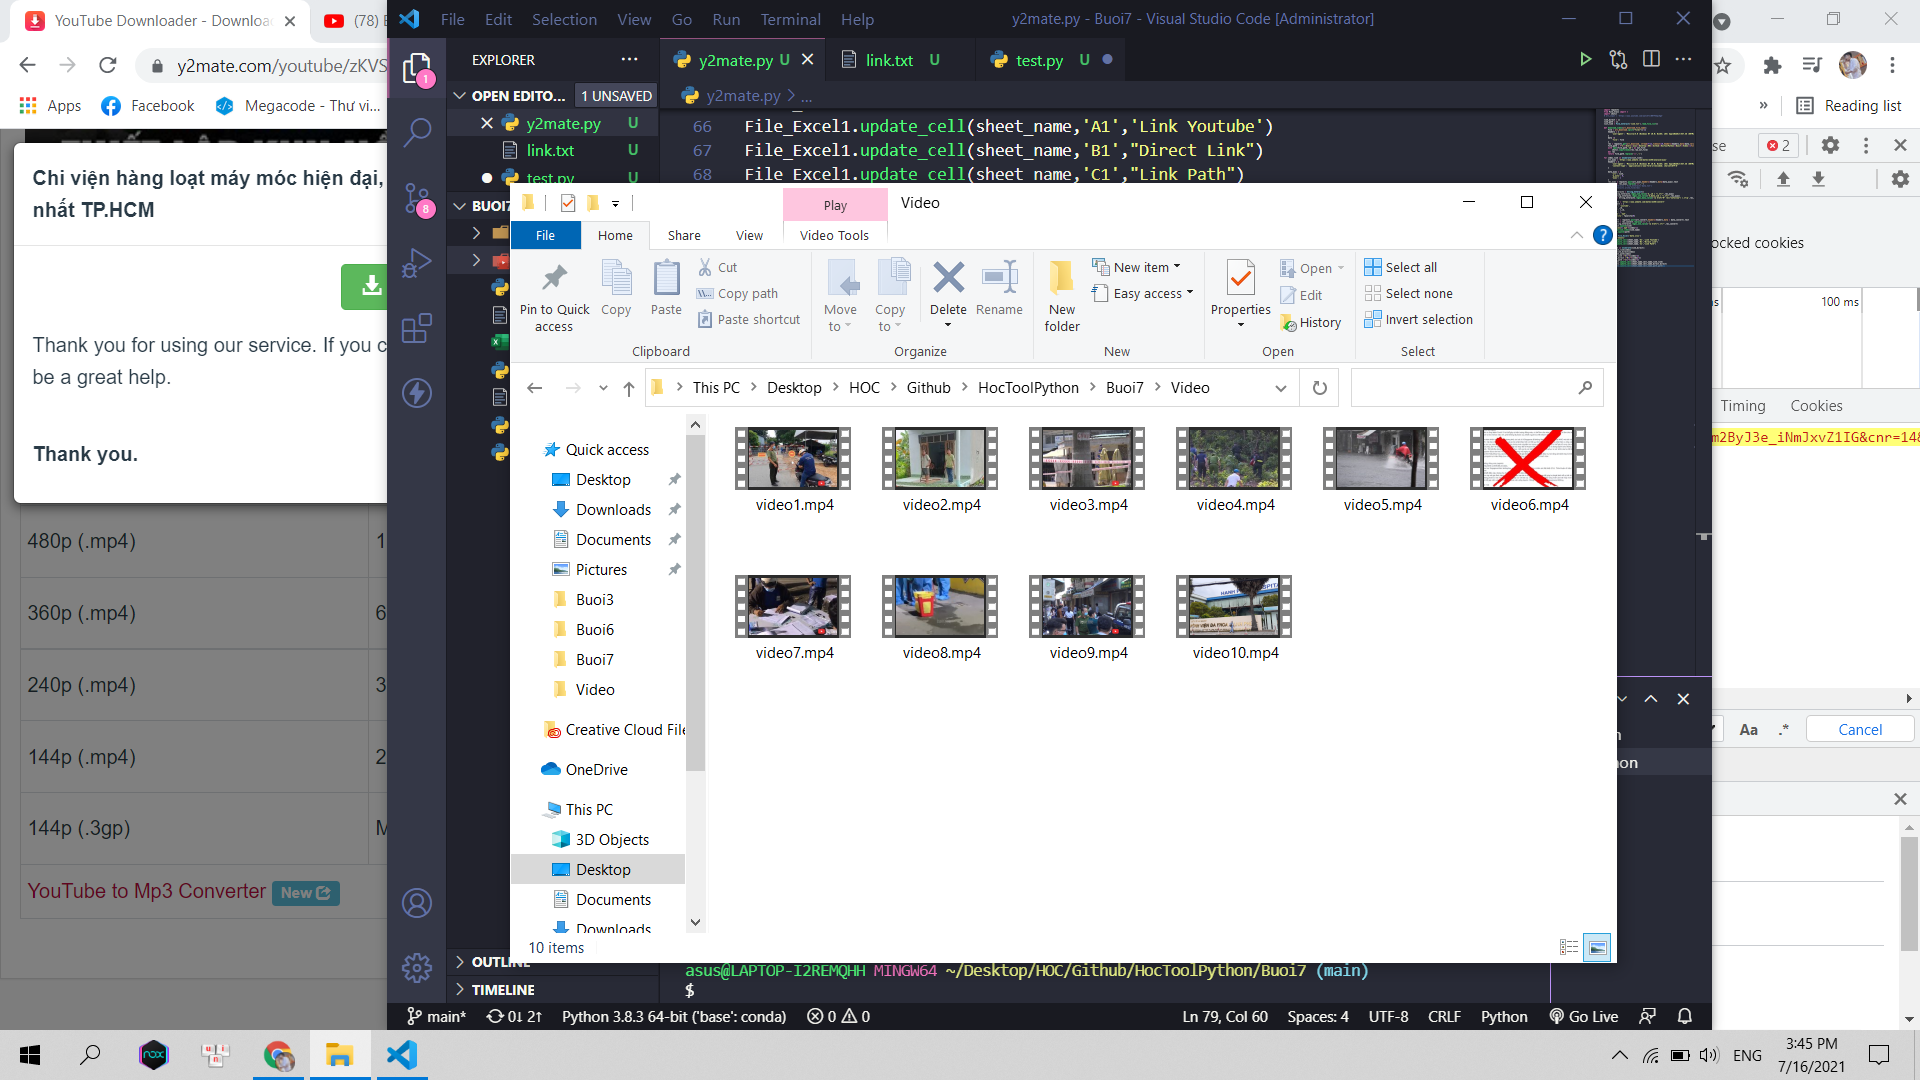 YouTube Downloader - Downloa
(78)
y2mate.com/youtube/zKVS
Apps
Facebook
Megacode - Thư vi...
Chi viện hàng loạt máy móc hiện đại,
nhất TP.HCM
Thank you for using our service. If you c
be a great help.
Thank you.
480p (.mp4)
1
360p (.mp4)
6
240p (.mp4)
3
144p (.mp4)
2
144p (.3gp)
M
YouTube to Mp3 Converter New
File Edit Selection View Go Run Terminal Help
y2mate.py - Buoi7 - Visual Studio Code [Administrator]
1
8
EXPLORER
OPEN EDITO... 1 UNSAVED
y2mate.py U
link.txt U
test.py U
BUOI7
OUTLINE
TIMELINE
y2mate.py U
link.txt U
test.py U
y2mate.py > ...
66 File_Excel1.update_cell(sheet_name,'A1','Link Youtube')
67 File_Excel1.update_cell(sheet_name,'B1',"Direct Link")
68 File_Excel1.update_cell(sheet_name,'C1',"Link Path")
Play
Video
File Home Share View Video Tools
Pin to Quick access
Copy
Paste
Cut
Copy path
Paste shortcut
Clipboard
Move to
Copy to
Delete
Rename
Organize
New folder
New item
Easy access
New
Properties
Open
Edit
History
Open
Select all
Select none
Invert selection
Select
This PC > Desktop > HOC > Github > HocToolPython > Buoi7 > Video
Quick access
Desktop
Downloads
Documents
Pictures
Buoi3
Buoi6
Buoi7
Video
Creative Cloud File
OneDrive
This PC
3D Objects
Desktop
Documents
Downloads
video1.mp4
video2.mp4
video3.mp4
video4.mp4
video5.mp4
video6.mp4
video7.mp4
video8.mp4
video9.mp4
video10.mp4
10 items
asus@LAPTOP-I2REMQHH MINGW64 ~/Desktop/HOC/Github/HocToolPython/Buoi7 (main)
$
main*
0↓ 2↑
Python 3.8.3 64-bit ('base': conda)
0
0
Ln 79, Col 60
Spaces: 4
UTF-8
CRLF
Python
Go Live
Reading list
2
ocked cookies
100 ms
Timing
Cookies
m2ByJ3e_iNmJxvZ1IG&cnr=14&
Aa
.*
Cancel
ENG
3:45 PM
7/16/2021